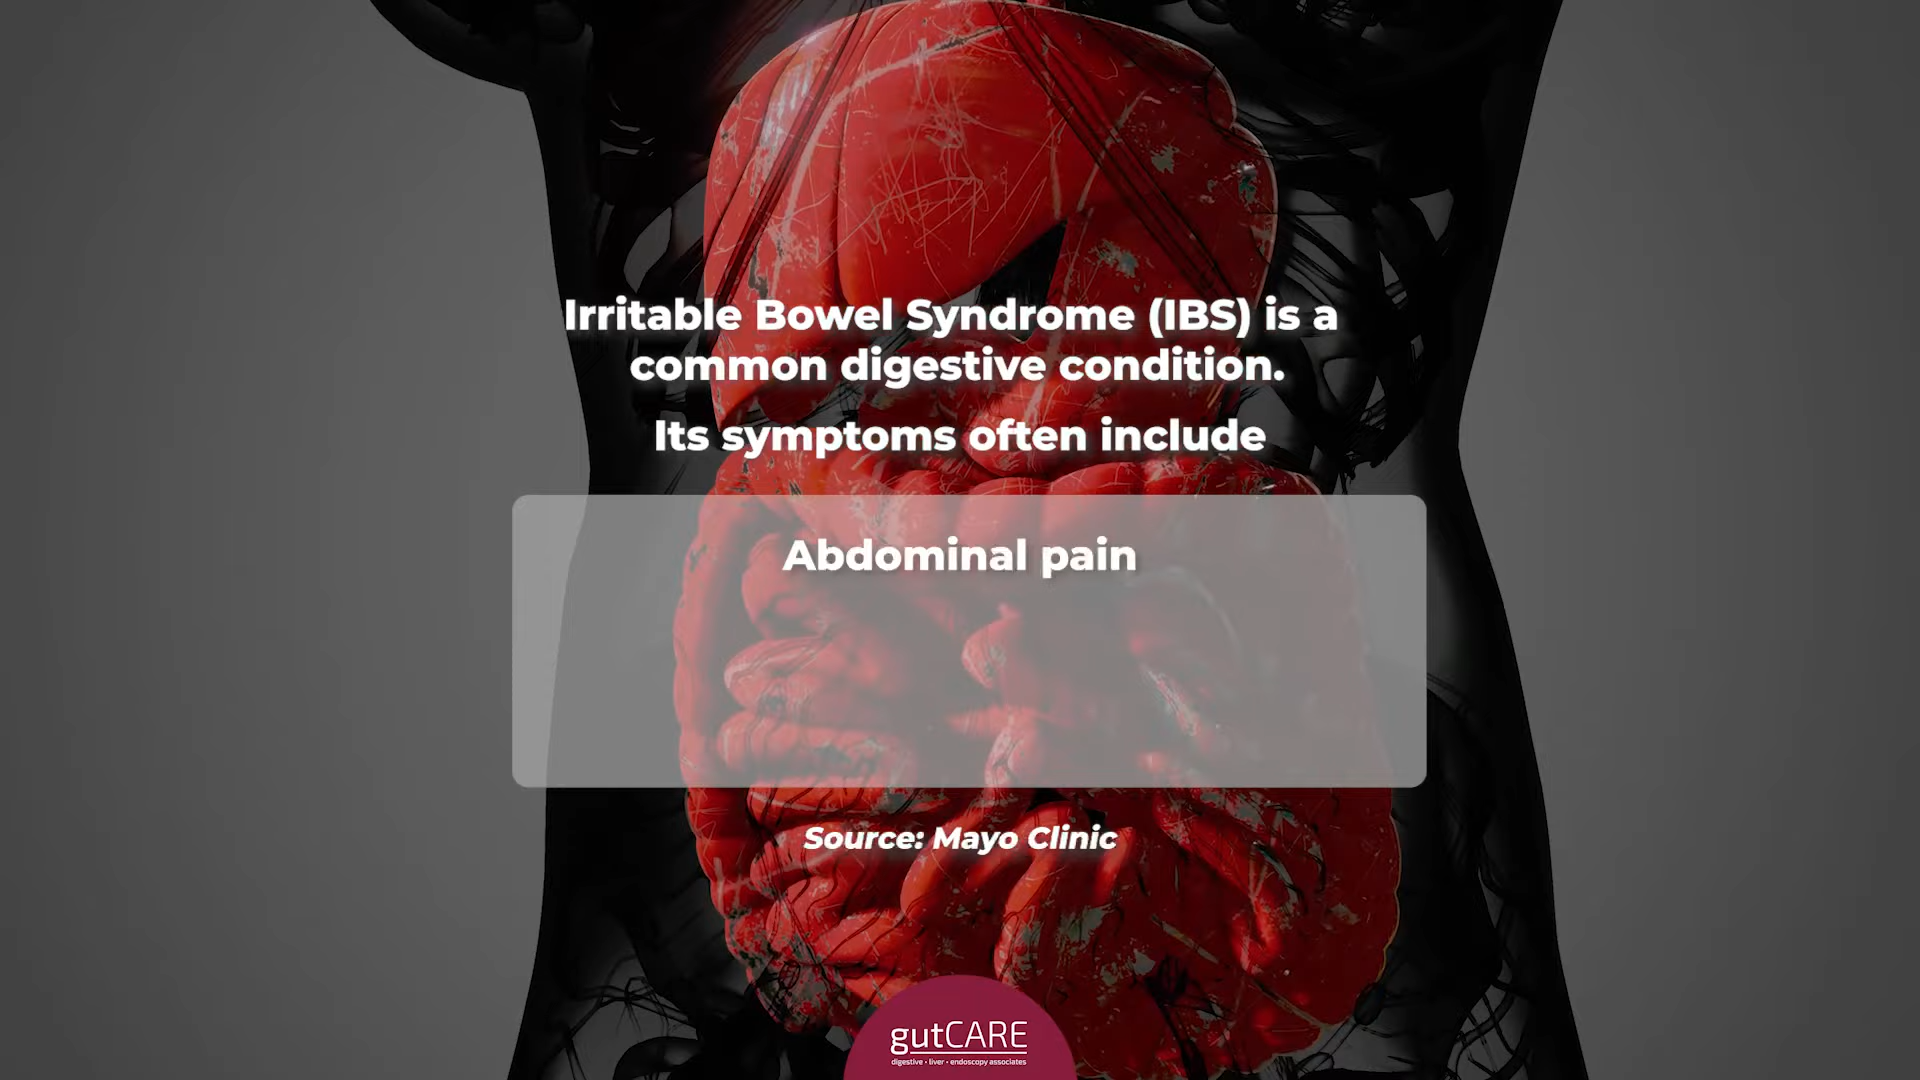 Irritable Bowel Syndrome (IBS) is a
common digestive condition.
Its symptoms often include
Abdominal pain
Source: Mayo Clinic
gutCARE
digestive • liver • endoscopy associates